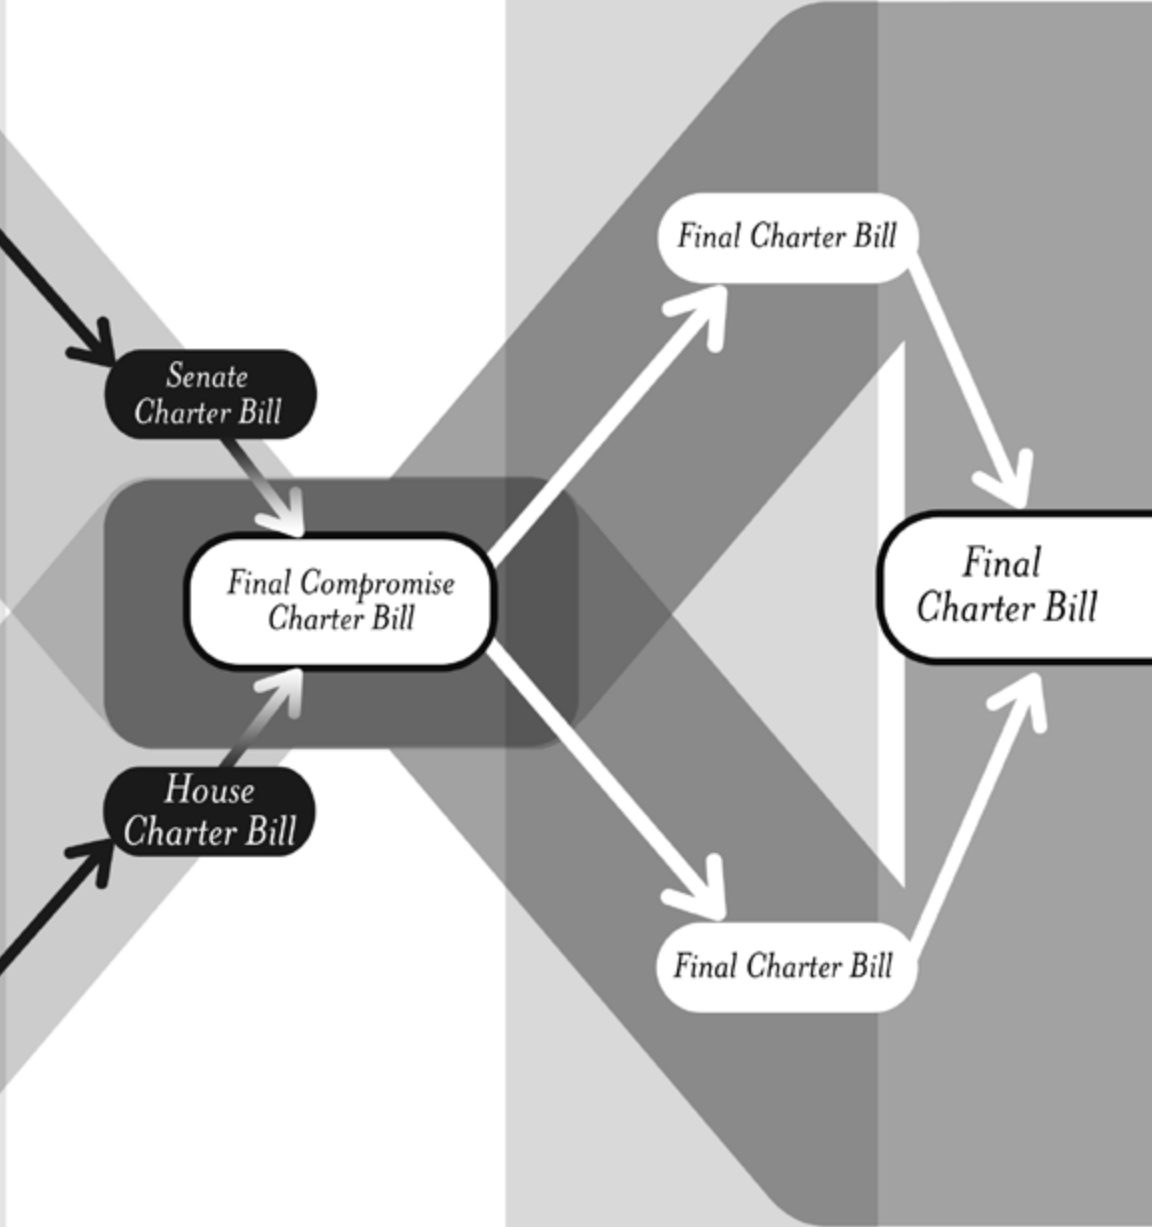 Final Charter Bill
Senate
Charter Bill
Final Compromise
Charter Bill
Final
Charter Bill
House
Charter Bill
Final Charter Bill